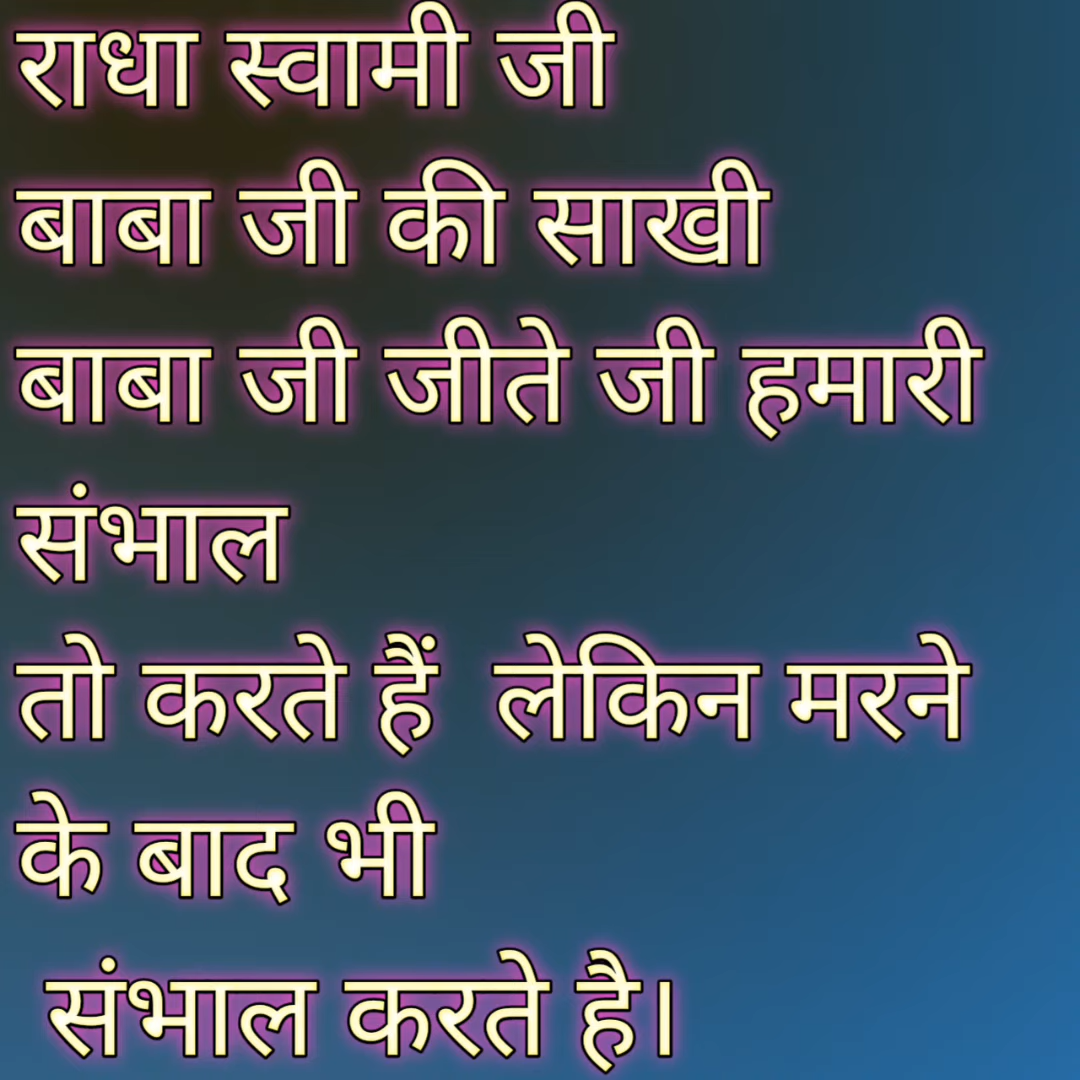 राधा स्वामी जी
बाबा जी की साखी
बाबा जी जीते जी हमारी
संभाल
तो करते हैं लेकिन मरने
के बाद भी
संभाल करते है।